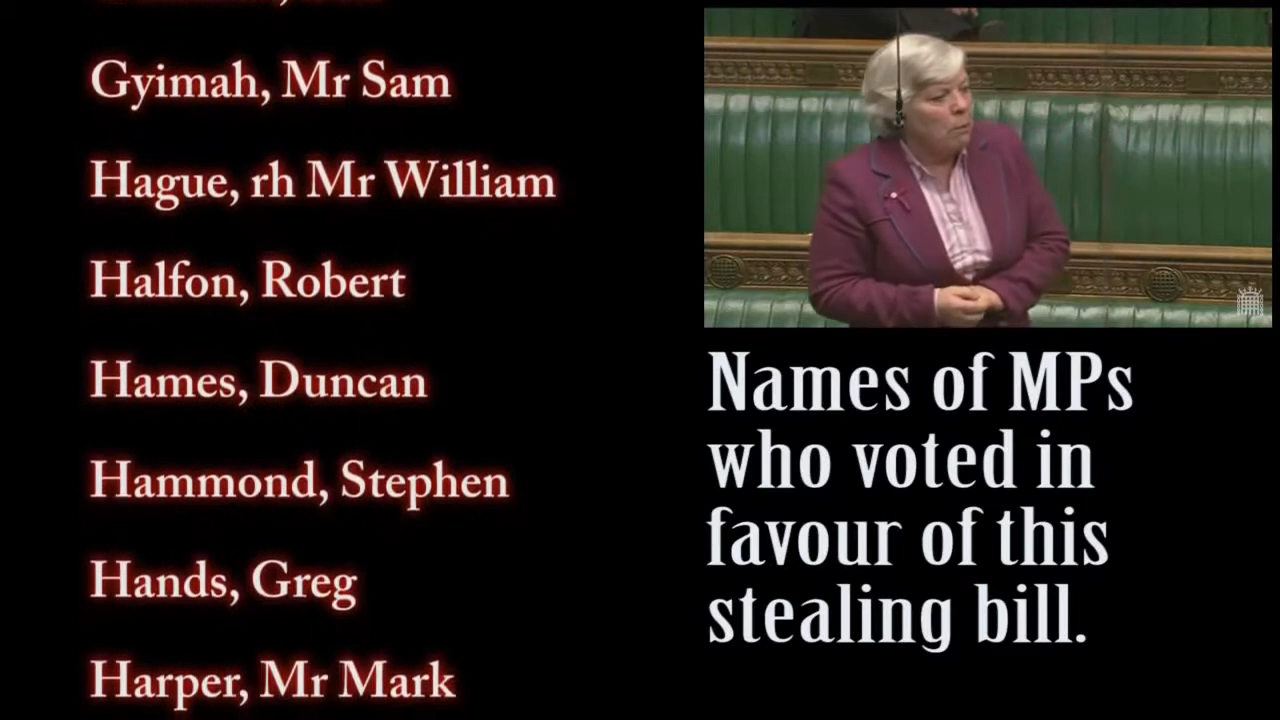 Gyimah, Mr Sam
Hague, rh Mr William
Halfon, Robert
Hames, Duncan
Hammond, Stephen
Hands, Greg
Harper, Mr Mark
Names of MPs
who voted in
favour of this
stealing bill.